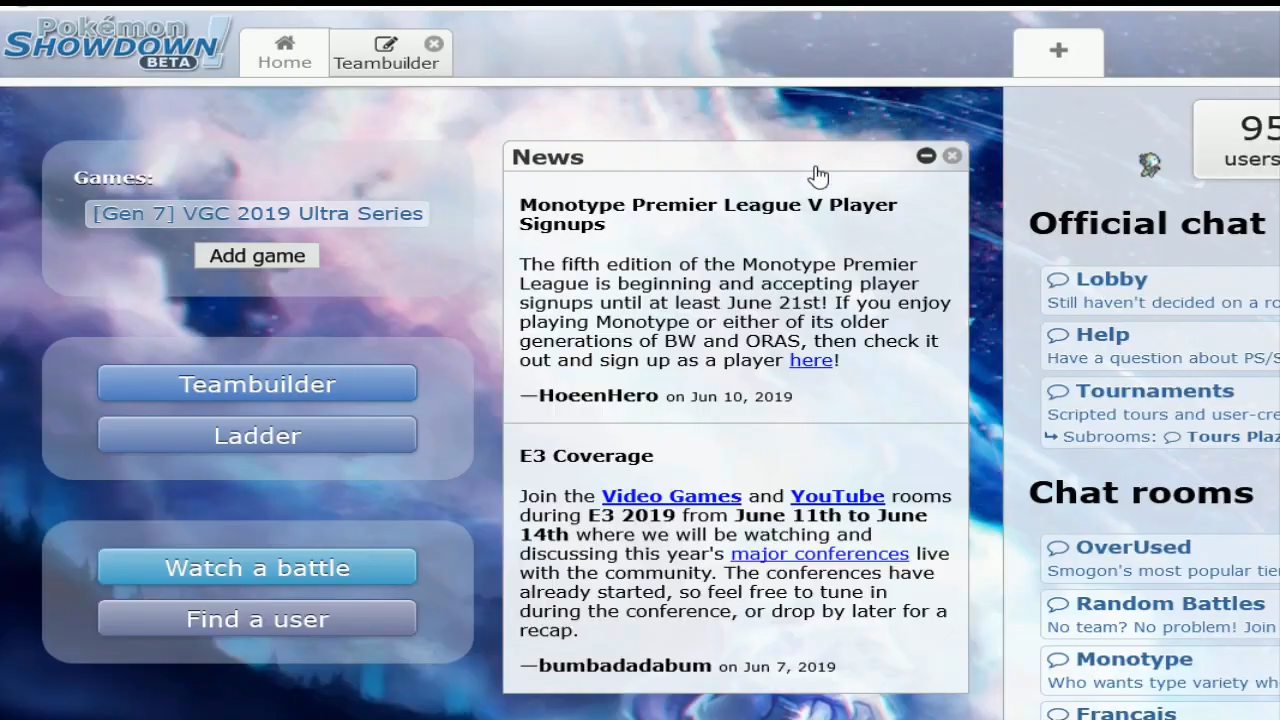 Pokémon
SHOWDOWN!
BETA
Home
Teambuilder
+
Games:
[Gen 7] VGC 2019 Ultra Series
Add game
Teambuilder
Ladder
Watch a battle
Find a user
News
Monotype Premier League V Player
Signups
The fifth edition of the Monotype Premier
League is beginning and accepting player
signups until at least June 21st! If you enjoy
playing Monotype or either of its older
generations of BW and ORAS, then check it
out and sign up as a player here!
—HoeenHero on Jun 10, 2019
E3 Coverage
Join the Video Games and YouTube rooms
during E3 2019 from June 11th to June
14th where we will be watching and
discussing this year's major conferences live
with the community. The conferences have
already started, so feel free to tune in
during the conference, or drop by later for a
recap.
—bumbadadabum on Jun 7, 2019
95
users
Official chat
Lobby
Still haven't decided on a ro
Help
Have a question about PS/S
Tournaments
Scripted tours and user-cre
↳ Subrooms: Tours Plaz
Chat rooms
OverUsed
Smogon's most popular tier
Random Battles
No team? No problem! Join
Monotype
Who wants type variety wh
Français